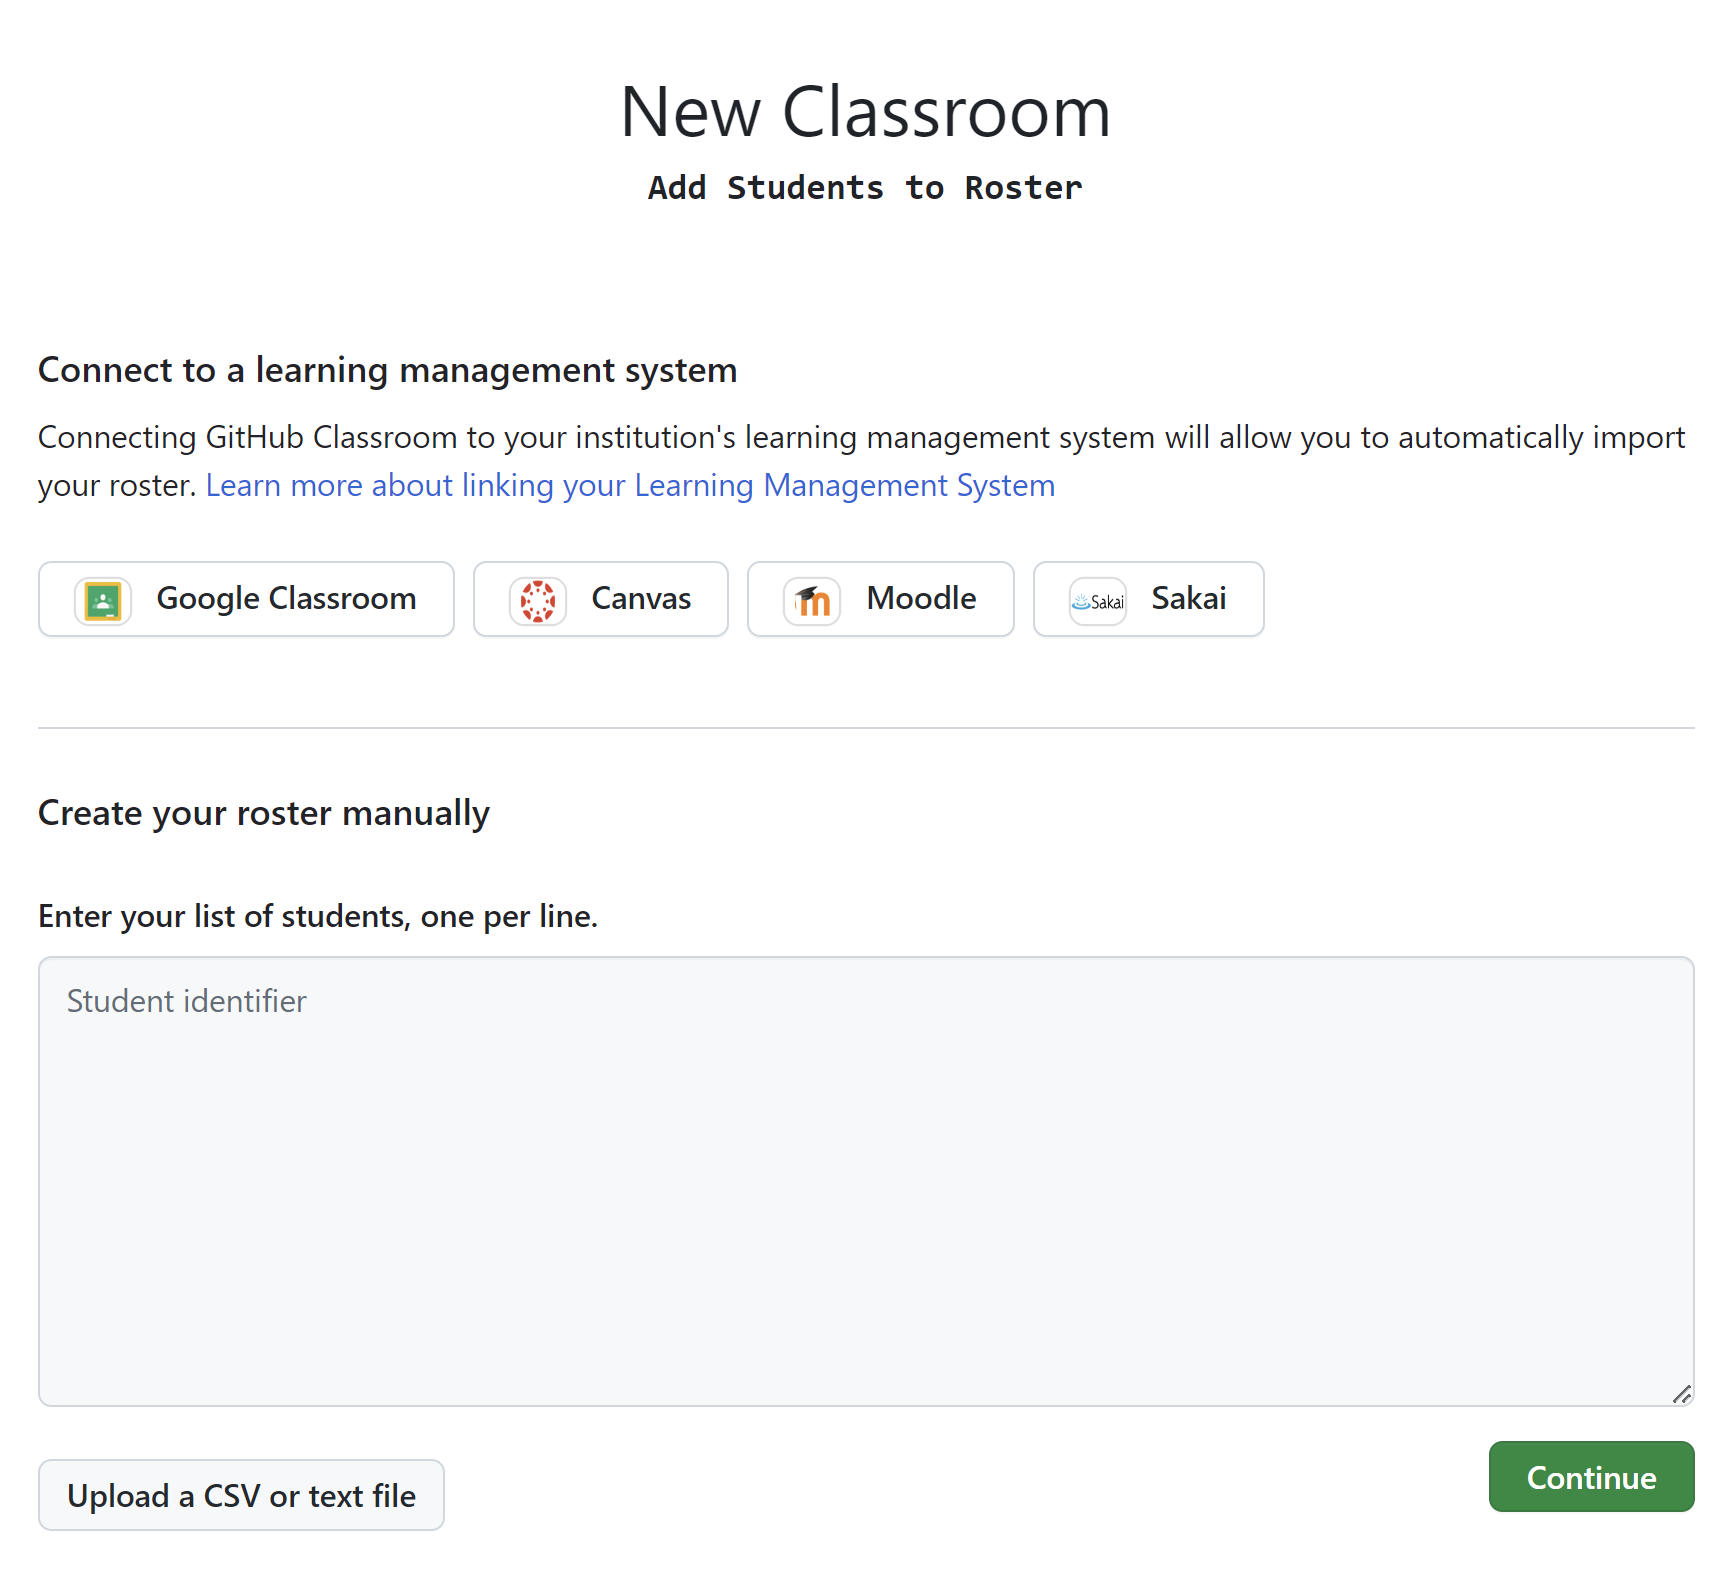 New Classroom
Add Students to Roster
Connect to a learning management system
Connecting GitHub Classroom to your institution's learning management system will allow you to automatically import
your roster. Learn more about linking your Learning Management System
Google Classroom
Canvas
Moodle
Sakai Sakai
Create your roster manually
Enter your list of students, one per line.
Student identifier
Upload a CSV or text file
Continue